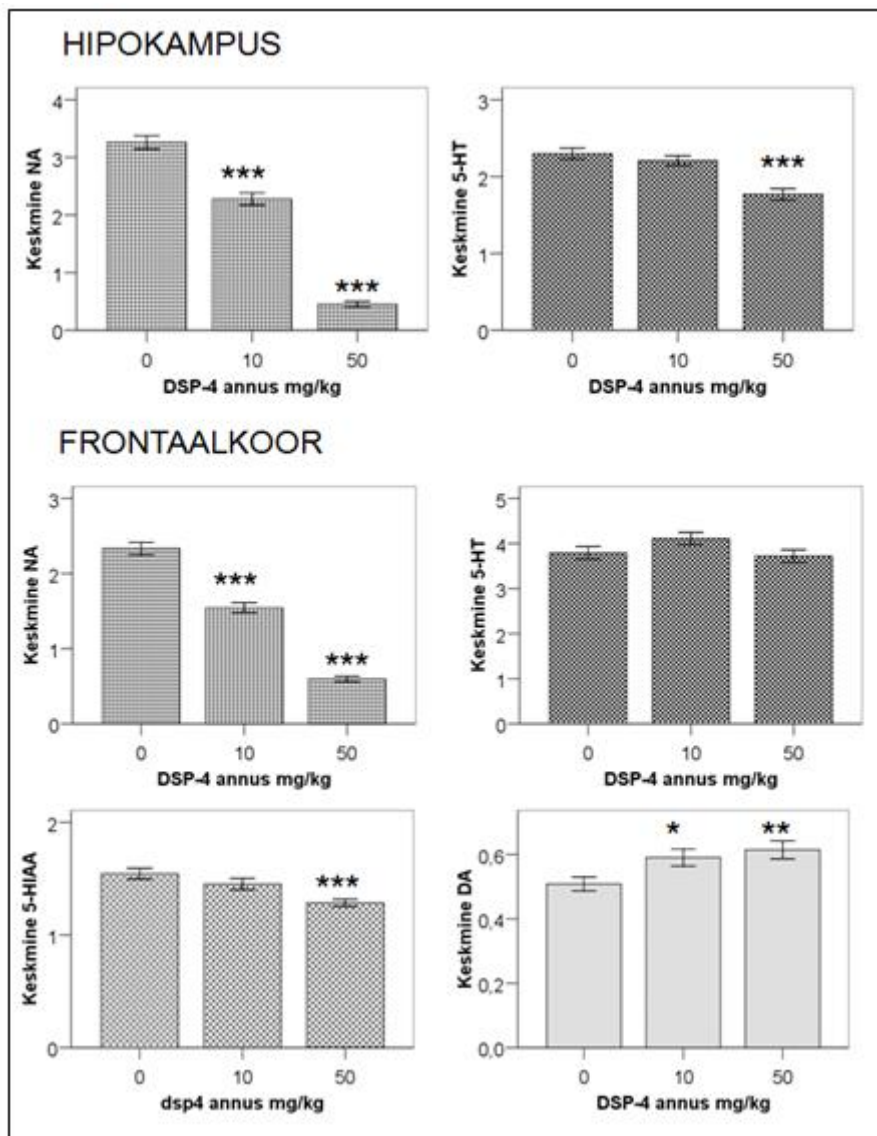 HIPOKAMPUS
Keskmine NA
4
3
2
1
0
***
***
0 10 50
DSP-4 annus mg/kg
Keskmine 5-HT
3
2
1
0
***
0 10 50
DSP-4 annus mg/kg
FRONTAALKOOR
Keskmine NA
3
2
1
0
***
***
0 10 50
DSP-4 annus mg/kg
Keskmine 5-HT
5
4
3
2
1
0
0 10 50
DSP-4 annus mg/kg
Keskmine 5-HIAA
2
1
0
***
0 10 50
dsp4 annus mg/kg
Keskmine DA
0,6
0,4
0,2
0,0
*
**
0 10 50
DSP-4 annus mg/kg